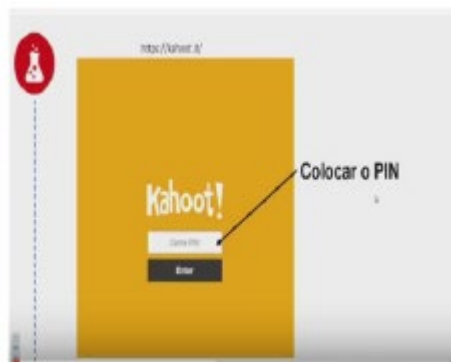 https://kahoot.it/
Kahoot!
Colocar o PIN
Game PIN
Enter